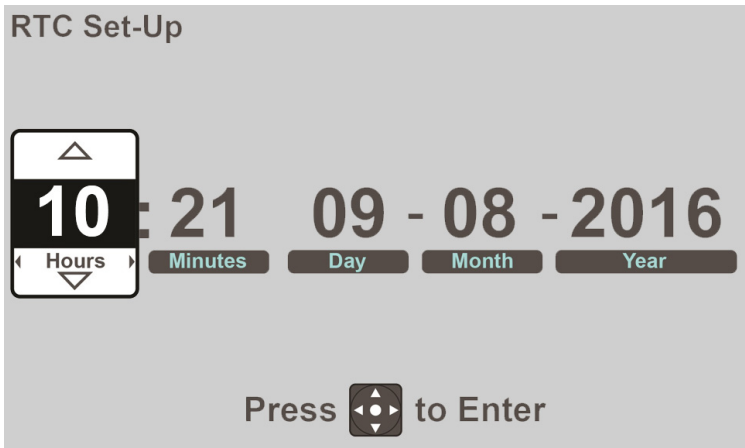 RTC Set-Up
10 : 21 09 - 08 - 2016
Hours Minutes Day Month Year
Press to Enter